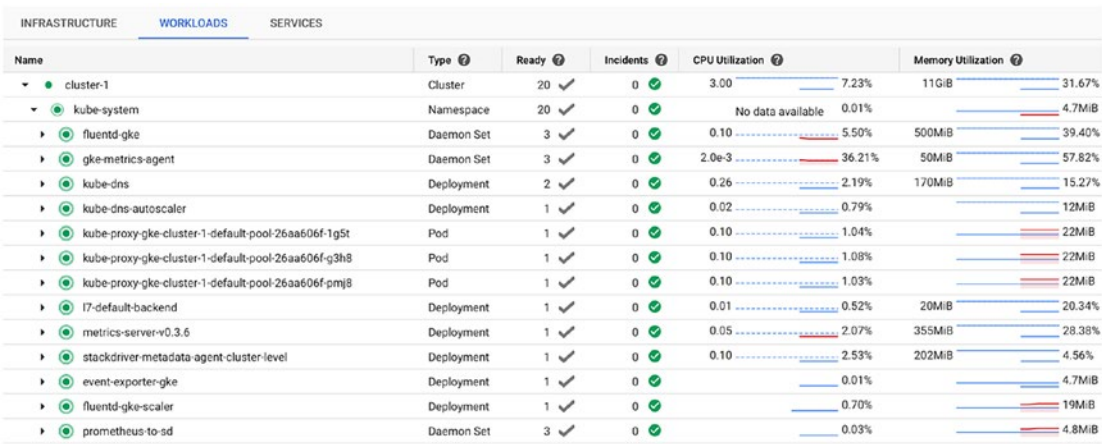 INFRASTRUCTURE WORKLOADS SERVICES
Name Type Ready Incidents CPU Utilization Memory Utilization
cluster-1 Cluster 20 0 3.00 7.23% 11GiB 31.67%
kube-system Namespace 20 0 No data available 0.01% 4.7MiB
fluentd-gke Daemon Set 3 0 0.10 5.50% 500MiB 39.40%
gke-metrics-agent Daemon Set 3 0 2.0e-3 36.21% 50MiB 57.82%
kube-dns Deployment 2 0 0.26 2.19% 170MiB 15.27%
kube-dns-autoscaler Deployment 1 0 0.02 0.79% 12MiB
kube-proxy-gke-cluster-1-default-pool-26aa606f-1g5t Pod 1 0 0.10 1.04% 22MiB
kube-proxy-gke-cluster-1-default-pool-26aa606f-g3h8 Pod 1 0 0.10 1.08% 22MiB
kube-proxy-gke-cluster-1-default-pool-26aa606f-pmj8 Pod 1 0 0.10 1.03% 22MiB
l7-default-backend Deployment 1 0 0.01 0.52% 20MiB 20.34%
metrics-server-v0.3.6 Deployment 1 0 0.05 2.07% 355MiB 28.38%
stackdriver-metadata-agent-cluster-level Deployment 1 0 0.10 2.53% 202MiB 4.56%
event-exporter-gke Deployment 1 0 0.01% 4.7MiB
fluentd-gke-scaler Deployment 1 0 0.70% 19MiB
prometheus-to-sd Daemon Set 3 0 0.03% 4.8MiB